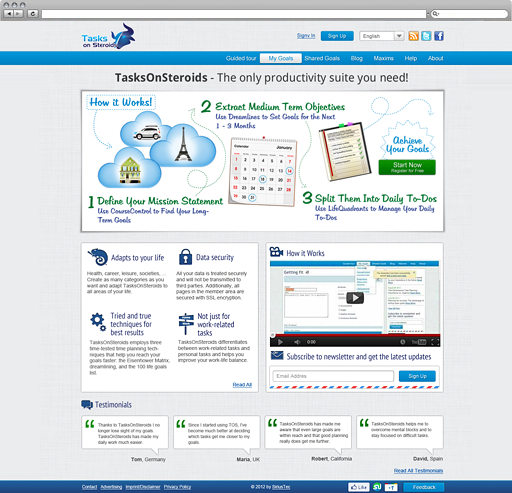 Tasks
on Steroids
Signy In
Sign Up
English
Guided tour
My Goals
Shared Goals
Blog
Maxims
Help
About
TasksOnSteroids - The only productivity suite you need!
How it Works!
2 Extract Medium Term Objectives
Use Dreamlines to Set Goals for the Next
1 - 3 Months
Calendar
January
Achieve
Your Goals
Start Now
Register for Free
1 Define Your Mission Statement
Use CourseControl to Find Your Long-
Term Goals
3 Split Them Into Daily To-Dos
Use LifeQuadrants to Manage Your Daily
To-Dos
Adapts to your life
Health, career, leisure, societies, ...
Create as many categories as you
want and adapt TasksOnSteroids to
all areas of your life.
Data security
All your data is treated securely
and will not be transmitted to
third parties. Additionally, all
pages in the member area are
secured with SSL encryption.
Tried and true
techniques for
best results
TasksOnSteroids employs three
time-tested time planning tech-
niques that help you reach your
goals faster: the Eisenhower Matrix,
dreamlining, and the 100 life goals
list.
Not just for
work-related
tasks
TasksOnSteroids differentiates
between work-related tasks and
personal tasks and helps you
improve your work-life balance.
Read All
How it Works
Getting Fit
Subscribe to newsletter and get the latest updates
Email Addres
Sign Up
Testimonials
Thanks to TasksOnSteroids I no
longer lose sight of my goals.
TasksOnSteroids has made my
daily work much easier.
Tom, Germany
Since I started using TOS, I've
become much better at deciding
which tasks get me closer to my
goals.
Maria, UK
TasksOnSteroids has made me
aware that even large goals are
within reach and that good planning
really does get me further.
Robert, California
TasksOnSteroids helps me to
overcome mental blocks and to
stay focused on difficult tasks.
David, Spain
Read All Testimonials
Contact
Advertising
Imprint/Disclaimer
Privacy Policy
© 2012 by SiriusTec
Like
+1
Feedback